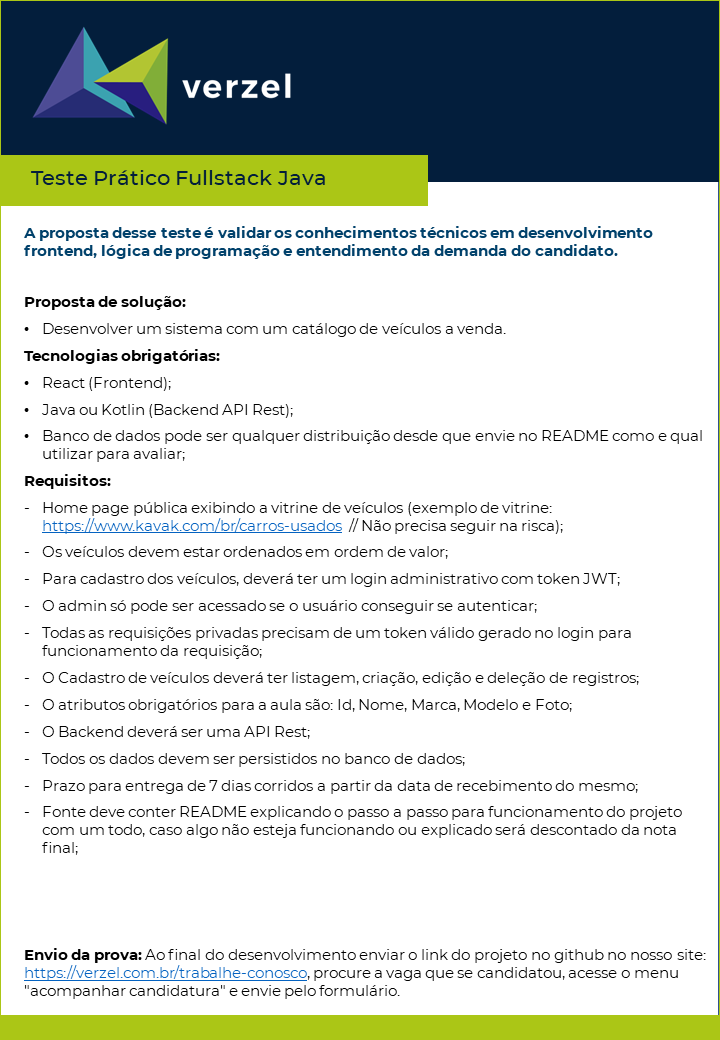 verzel
Teste Prático Fullstack Java
A proposta desse teste é validar os conhecimentos técnicos em desenvolvimento
frontend, lógica de programação e entendimento da demanda do candidato.
Proposta de solução:
• Desenvolver um sistema com um catálogo de veículos a venda.
Tecnologias obrigatórias:
• React (Frontend);
• Java ou Kotlin (Backend API Rest);
• Banco de dados pode ser qualquer distribuição desde que envie no README como e qual
utilizar para avaliar;
Requisitos:
- Home page pública exibindo a vitrine de veículos (exemplo de vitrine:
https://www.kavak.com/br/carros-usados // Não precisa seguir na risca);
- Os veículos devem estar ordenados em ordem de valor;
- Para cadastro dos veículos, deverá ter um login administrativo com token JWT;
- O admin só pode ser acessado se o usuário conseguir se autenticar;
- Todas as requisições privadas precisam de um token válido gerado no login para
funcionamento da requisição;
- O Cadastro de veículos deverá ter listagem, criação, edição e deleção de registros;
- O atributos obrigatórios para a aula são: Id, Nome, Marca, Modelo e Foto;
- O Backend deverá ser uma API Rest;
- Todos os dados devem ser persistidos no banco de dados;
- Prazo para entrega de 7 dias corridos a partir da data de recebimento do mesmo;
- Fonte deve conter README explicando o passo a passo para funcionamento do projeto
com um todo, caso algo não esteja funcionando ou explicado será descontado da nota
final;
Envio da prova: Ao final do desenvolvimento enviar o link do projeto no github no nosso site:
https://verzel.com.br/trabalhe-conosco, procure a vaga que se candidatou, acesse o menu
"acompanhar candidatura" e envie pelo formulário.